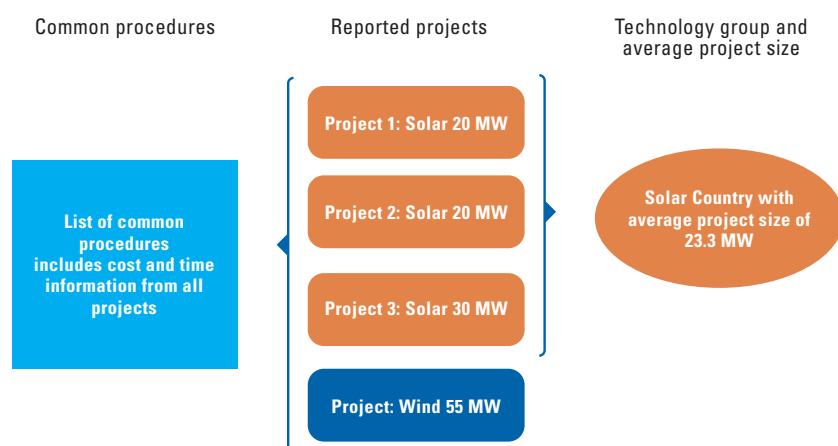 Common procedures
Reported projects
Technology group and
average project size
Project 1: Solar 20 MW
Project 2: Solar 20 MW
Project 3: Solar 30 MW
Project: Wind 55 MW
List of common
procedures
includes cost and time
information from all
projects
Solar Country with
average project size of
23.3 MW